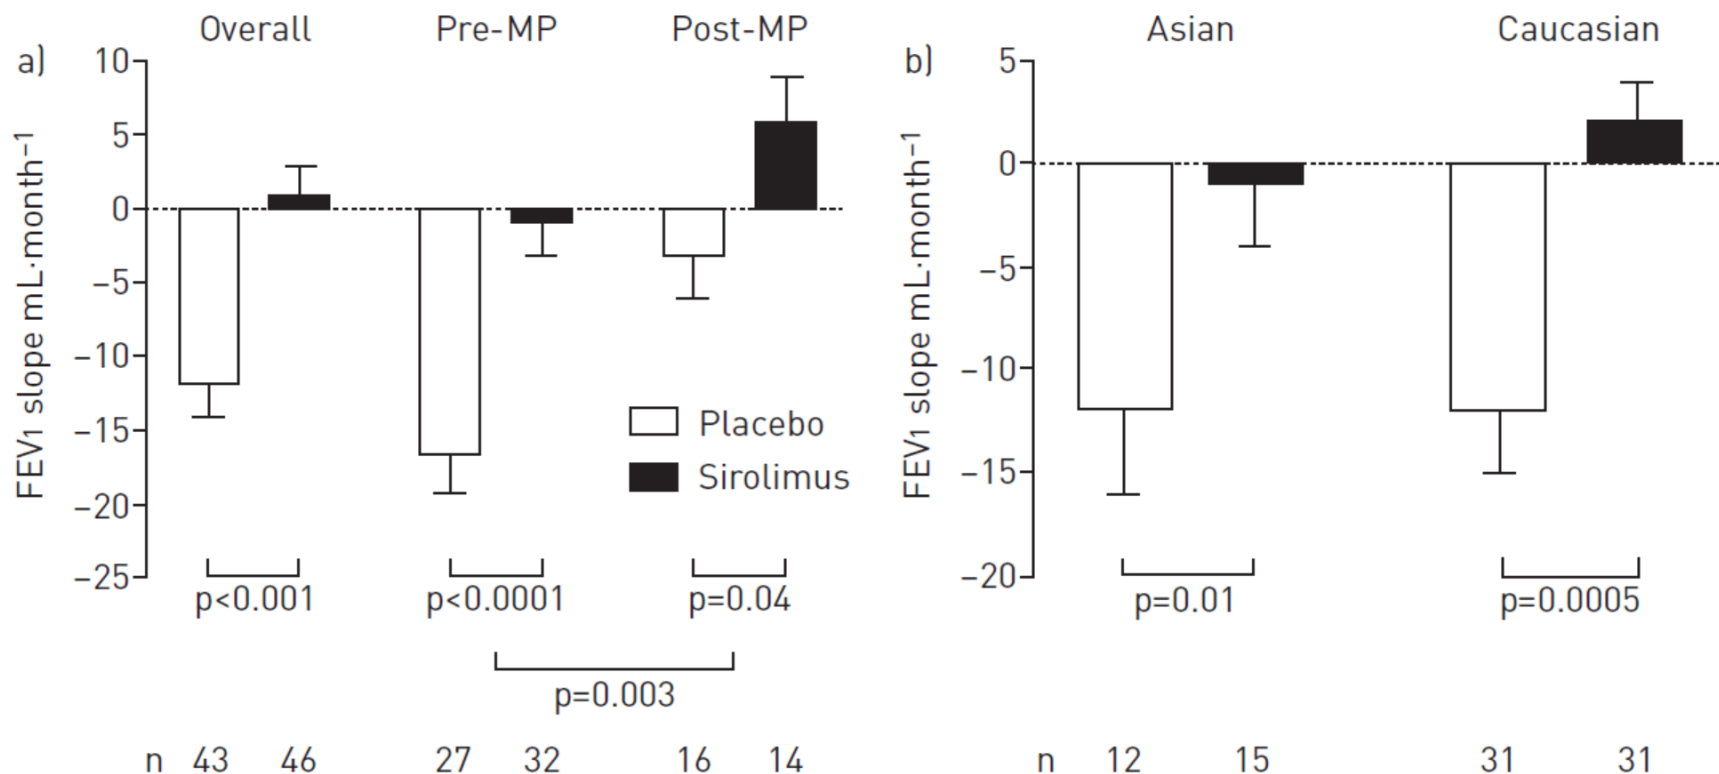 a)
Overall Pre-MP Post-MP
FEV1 slope mL·month⁻¹
10
5
0
−5
−10
−15
−20
−25
Placebo
Sirolimus
p<0.001 p<0.0001 p=0.04
p=0.003
n 43 46 27 32 16 14
b)
Asian Caucasian
FEV1 slope mL·month⁻¹
5
0
−5
−10
−15
−20
p=0.01 p=0.0005
n 12 15 31 31